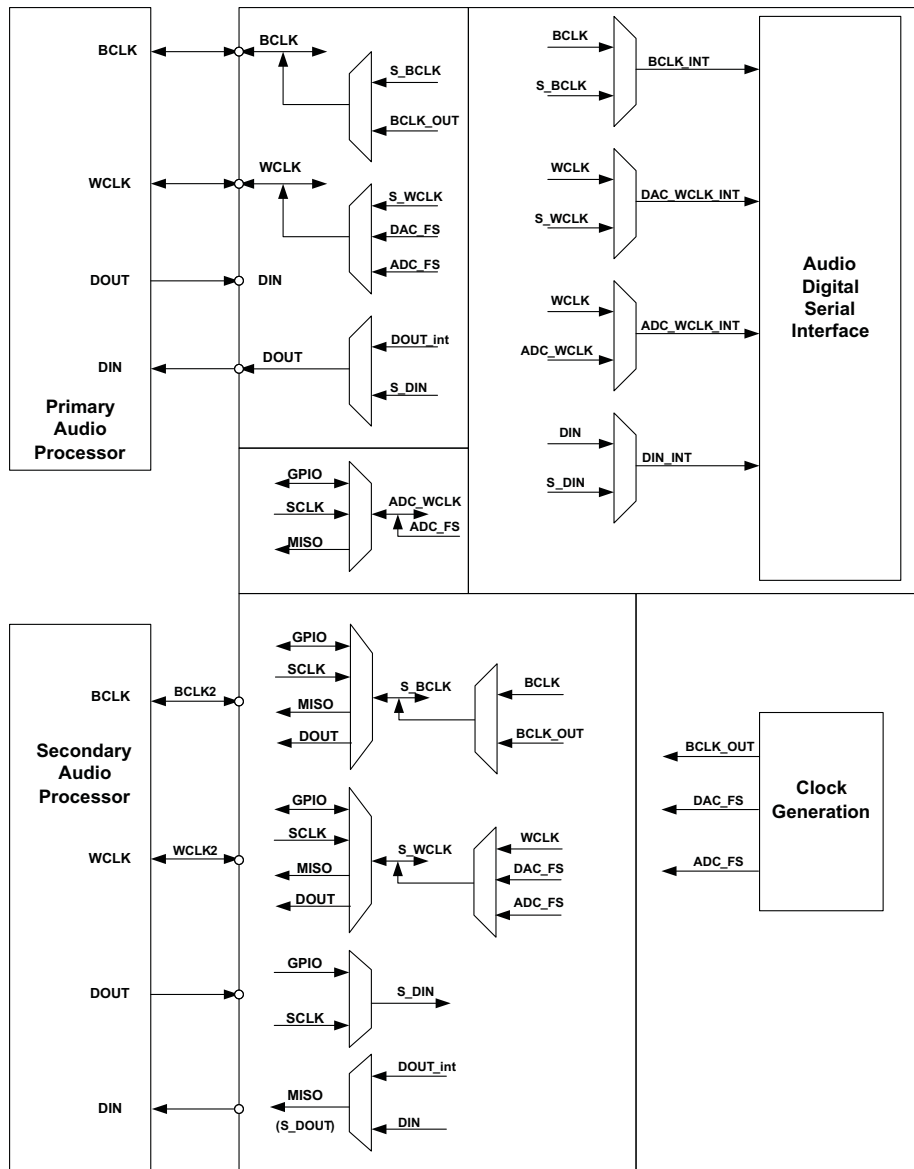 BCLK
BCLK
S_BCLK
BCLK_OUT
WCLK
WCLK
S_WCLK
DAC_FS
ADC_FS
DOUT
DIN
DIN
DOUT
DOUT_int
S_DIN
Primary
Audio
Processor
BCLK
S_BCLK
BCLK_INT
WCLK
S_WCLK
DAC_WCLK_INT
WCLK
ADC_WCLK
ADC_WCLK_INT
DIN
S_DIN
DIN_INT
Audio
Digital
Serial
Interface
GPIO
SCLK
MISO
ADC_WCLK
ADC_FS
BCLK
BCLK2
Secondary
Audio
Processor
WCLK
WCLK2
DOUT
DIN
GPIO
SCLK
MISO
DOUT
S_BCLK
BCLK
BCLK_OUT
GPIO
SCLK
MISO
DOUT
S_WCLK
WCLK
DAC_FS
ADC_FS
GPIO
SCLK
S_DIN
MISO
(S_DOUT)
DOUT_int
DIN
BCLK_OUT
DAC_FS
ADC_FS
Clock
Generation